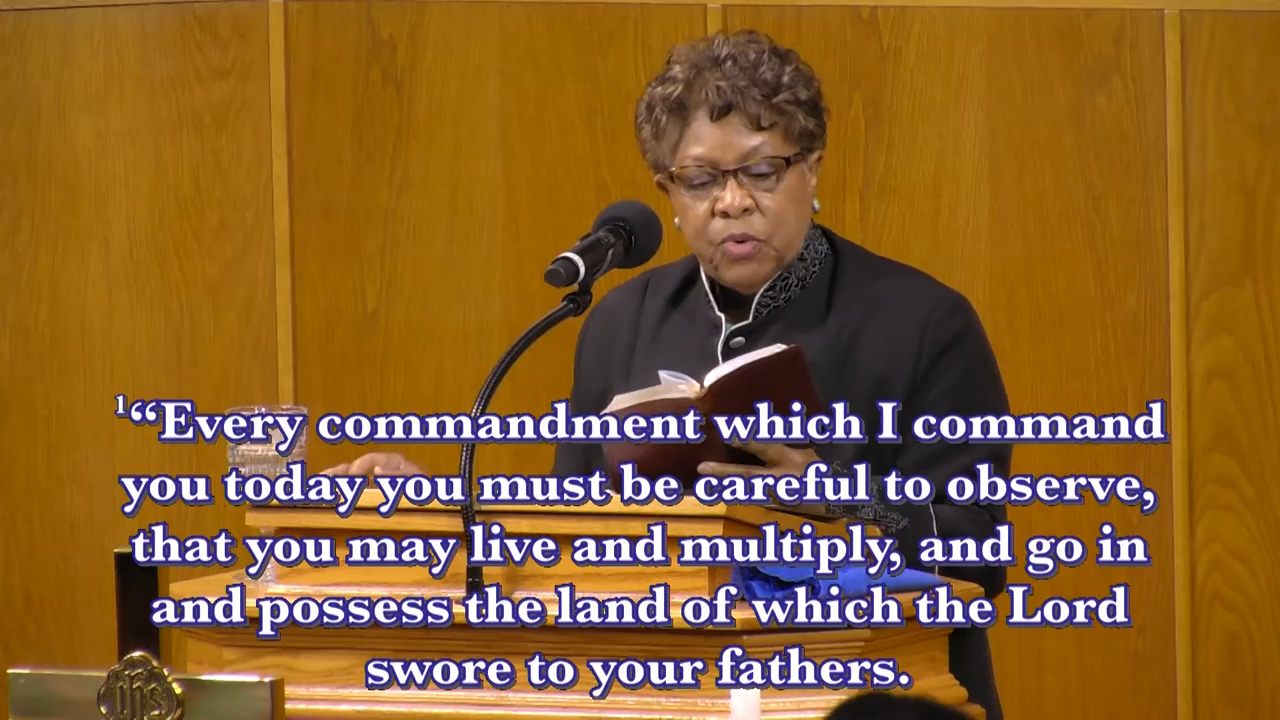 ¹“Every commandment which I command
you today you must be careful to observe,
that you may live and multiply, and go in
and possess the land of which the Lord
swore to your fathers.
IHS